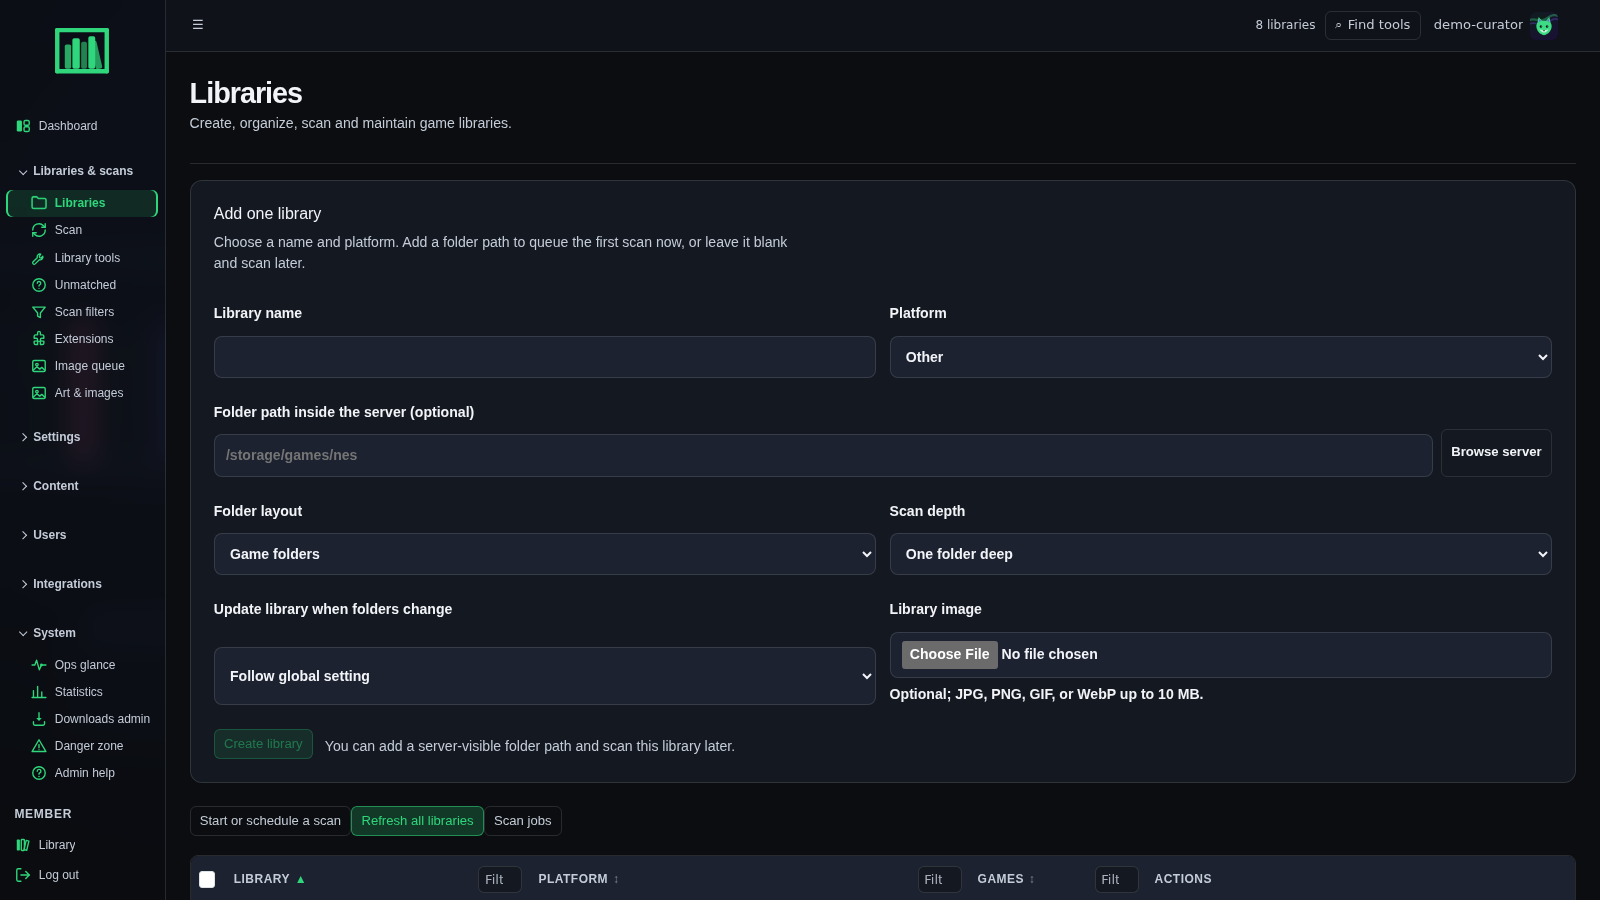 ☰
8 libraries
⌕ Find tools
demo-curator
Dashboard
Libraries & scans
Libraries
Scan
Library tools
Unmatched
Scan filters
Extensions
Image queue
Art & images
Settings
Content
Users
Integrations
System
Ops glance
Statistics
Downloads admin
Danger zone
Admin help
MEMBER
Library
Log out
Libraries
Create, organize, scan and maintain game libraries.
Add one library
Choose a name and platform. Add a folder path to queue the first scan now, or leave it blank
and scan later.
Library name
Platform
Other
Folder path inside the server (optional)
/storage/games/nes
Browse server
Folder layout
Scan depth
Game folders
One folder deep
Update library when folders change
Library image
Follow global setting
Choose File No file chosen
Optional; JPG, PNG, GIF, or WebP up to 10 MB.
Create library
You can add a server-visible folder path and scan this library later.
Start or schedule a scan
Refresh all libraries
Scan jobs
LIBRARY ▲
Filt
PLATFORM ↕
Filt
GAMES ↕
Filt
ACTIONS